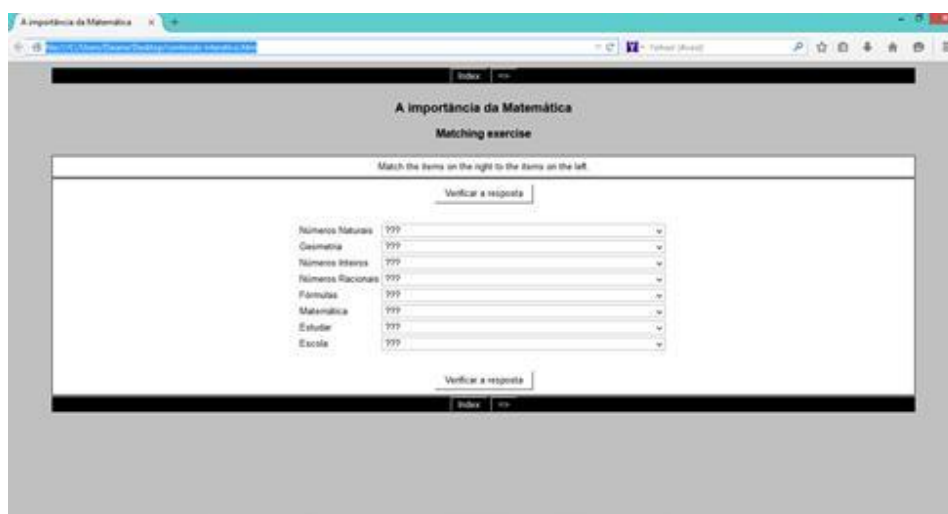 A importância da Matemática
Index =>
A importância da Matemática
Matching exercise
Match the items on the right to the items on the left.
Verificar a resposta
Números Naturais ???
Geometria ???
Números Inteiros ???
Números Racionais ???
Fórmulas ???
Matemática ???
Estudar ???
Escola ???
Verificar a resposta
Index =>